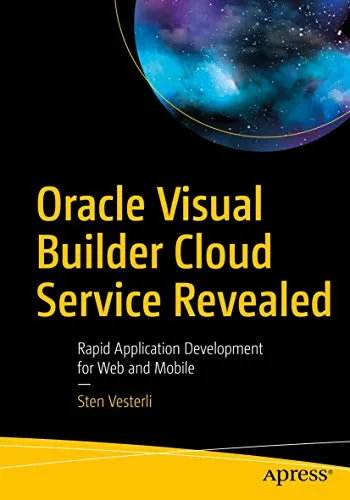 Oracle Visual
Builder Cloud
Service Revealed
Rapid Application Development
for Web and Mobile
—
Sten Vesterli
Apress®